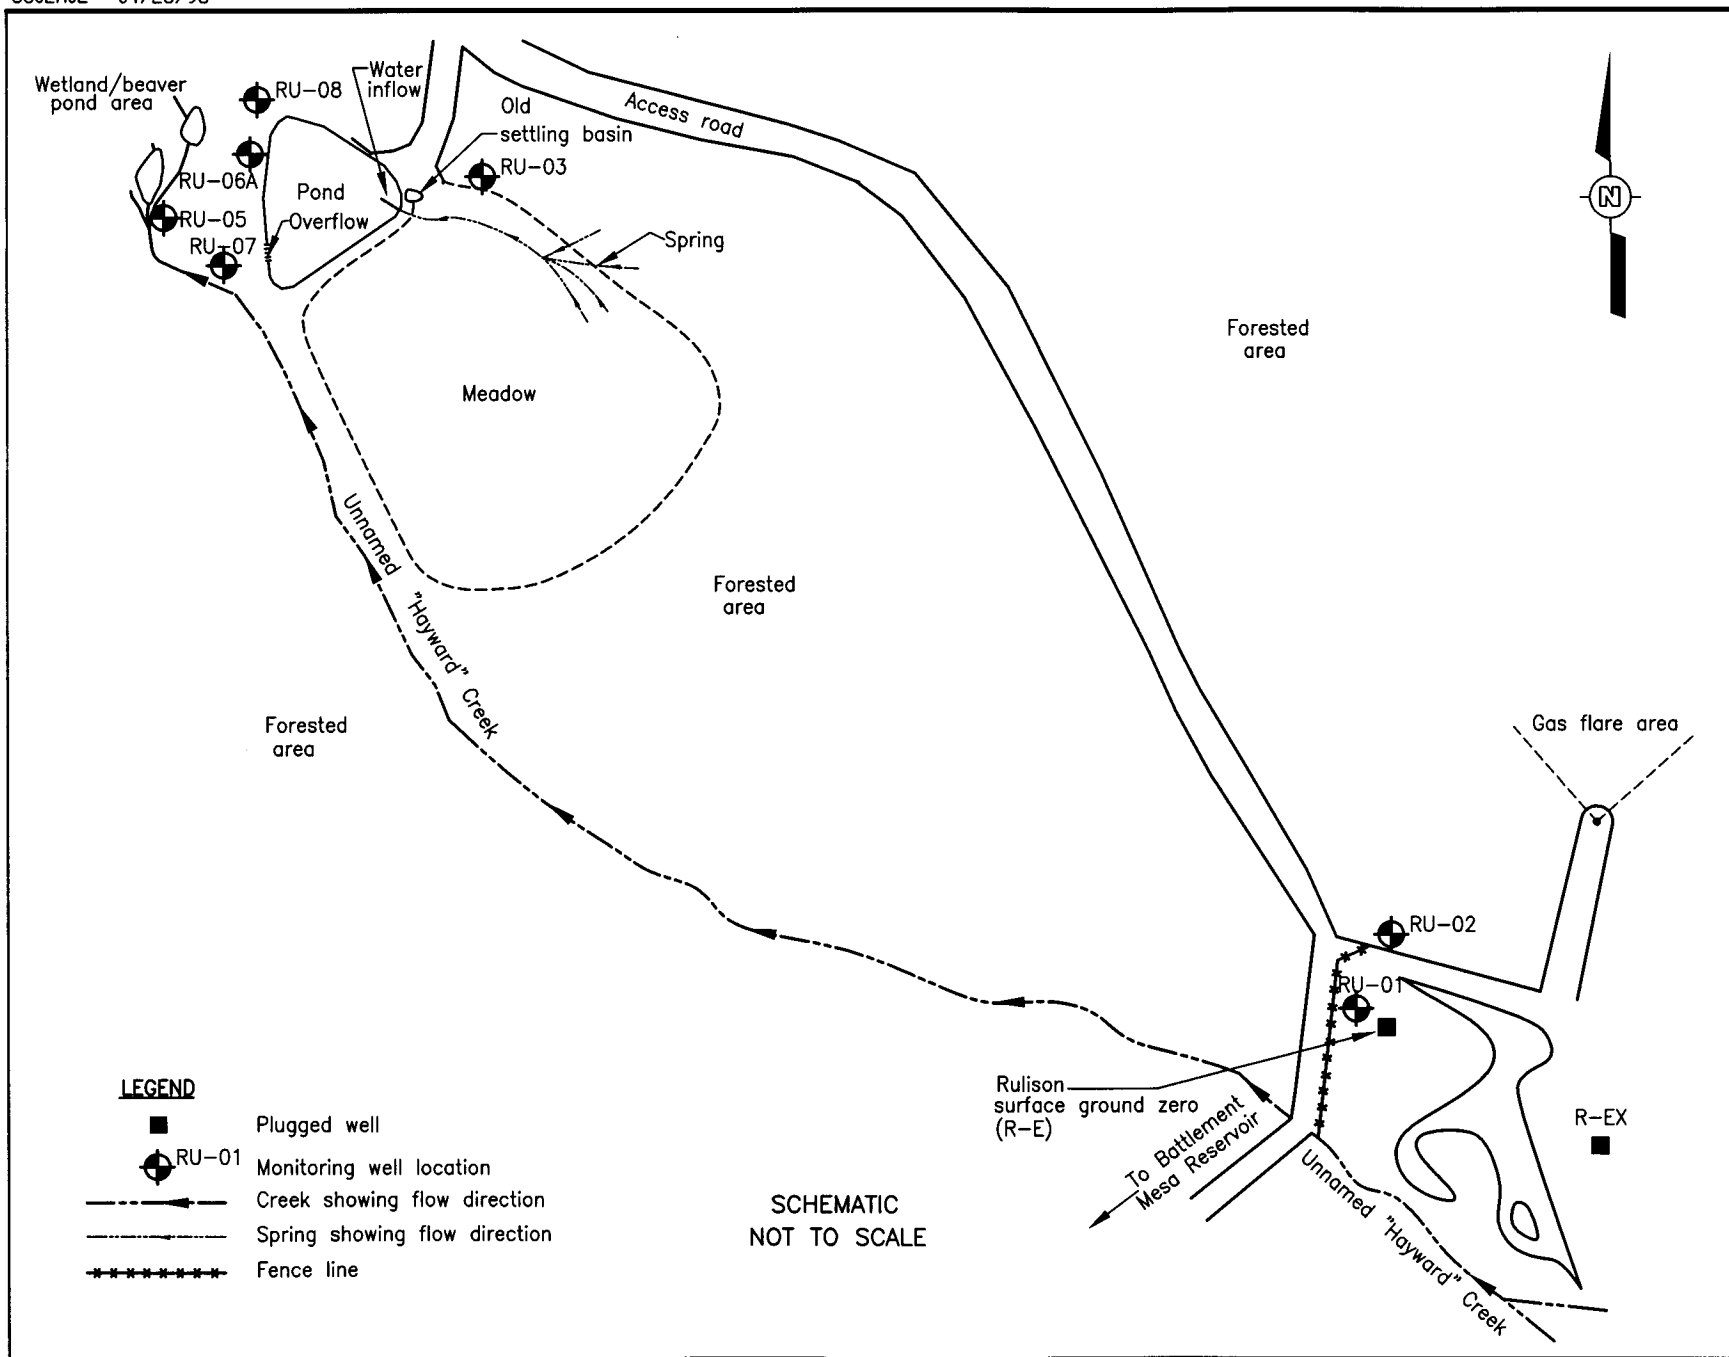 Wetland/beaver
pond area
RU-08
Water
inflow
Old
settling basin
Access road
RU-03
RU-06A
Pond
RU-05
Overflow
RU-07
Spring
N
Forested
area
Meadow
Unnamed "Hayward" Creek
Forested
area
Forested
area
Gas flare area
RU-02
RU-01
Rulison
surface ground zero
(R-E)
To Battlement
Mesa Reservoir
R-EX
Unnamed "Hayward" Creek
LEGEND
Plugged well
RU-01
Monitoring well location
Creek showing flow direction
Spring showing flow direction
Fence line
SCHEMATIC
NOT TO SCALE